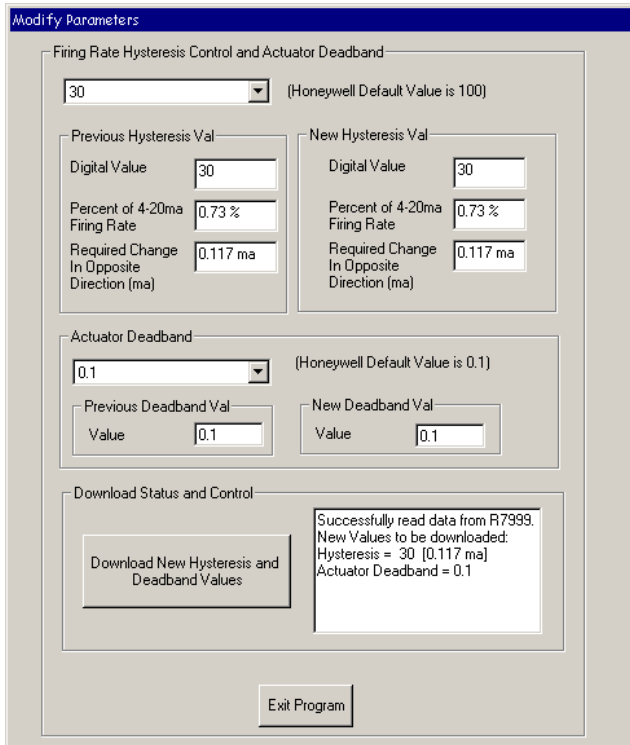 Modify Parameters
Firing Rate Hysteresis Control and Actuator Deadband
30
(Honeywell Default Value is 100)
Previous Hysteresis Val
Digital Value
30
Percent of 4-20ma
Firing Rate
0.73 %
Required Change
In Opposite
Direction (ma)
0.117 ma
New Hysteresis Val
Digital Value
30
Percent of 4-20ma
Firing Rate
0.73 %
Required Change
In Opposite
Direction (ma)
0.117 ma
Actuator Deadband
0.1
(Honeywell Default Value is 0.1)
Previous Deadband Val
Value
0.1
New Deadband Val
Value
0.1
Download Status and Control
Download New Hysteresis and
Deadband Values
Successfully read data from R7999.
New Values to be downloaded:
Hysteresis = 30 [0.117 ma]
Actuator Deadband = 0.1
Exit Program